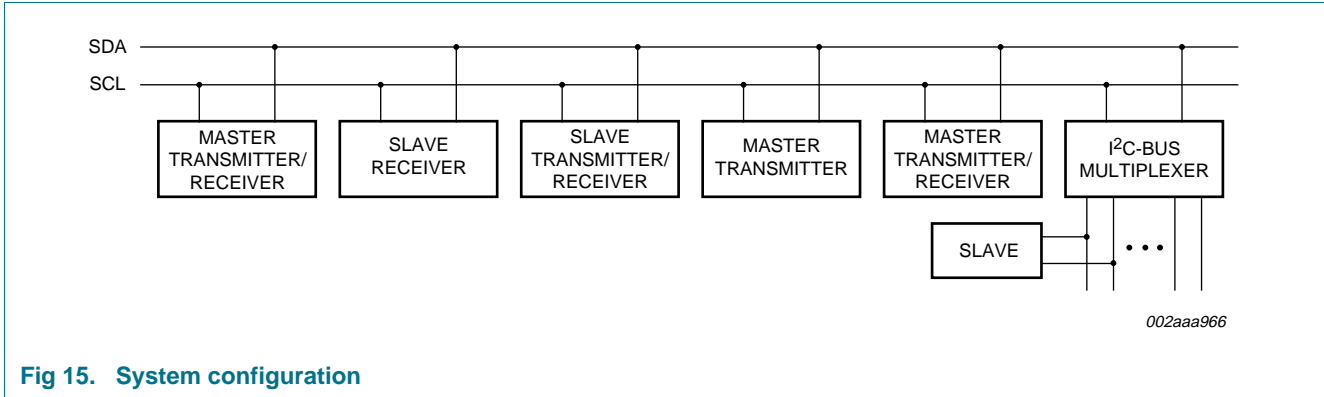 SDA
SCL
MASTER
TRANSMITTER/
RECEIVER
SLAVE
RECEIVER
SLAVE
TRANSMITTER/
RECEIVER
MASTER
TRANSMITTER
MASTER
TRANSMITTER/
RECEIVER
I²C-BUS
MULTIPLEXER
SLAVE
002aaa966
Fig 15. System configuration